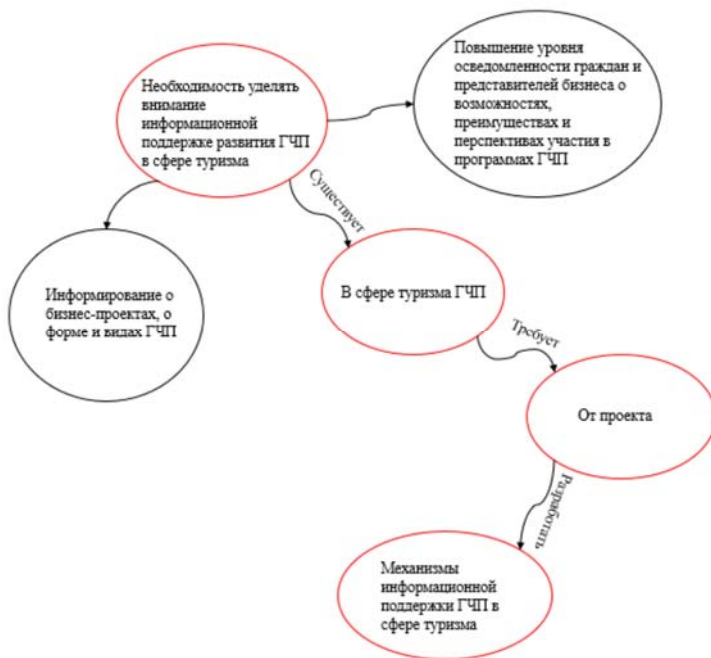 Необходимость уделять
внимание
информационной
поддержке развития ГЧП
в сфере туризма
Повышение уровня
осведомленности граждан и
представителей бизнеса о
возможностях,
преимуществах и
перспективах участия в
программах ГЧП
Существует
Информирование о
бизнес-проектах, о
форме и видах ГЧП
В сфере туризма ГЧП
Требует
От проекта
Разработать
Механизмы
информационной
поддержки ГЧП в
сфере туризма